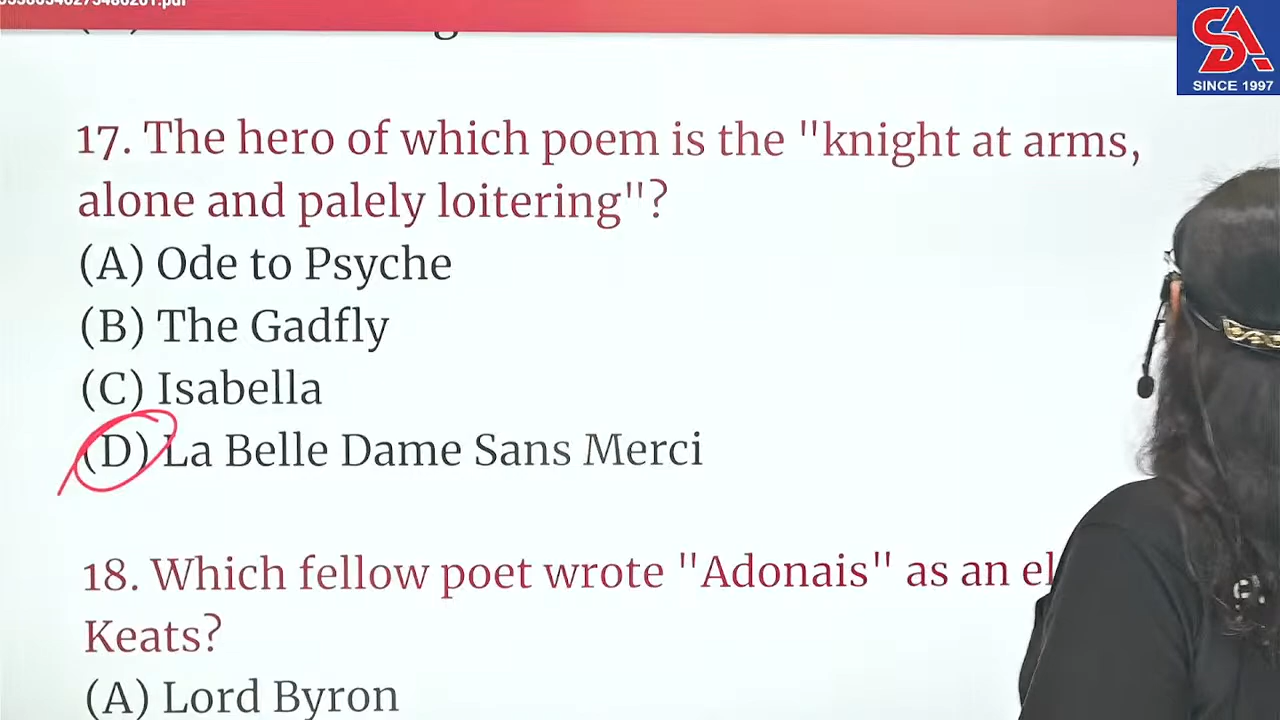 SA
SINCE 1997
17. The hero of which poem is the "knight at arms,
alone and palely loitering"?
(A) Ode to Psyche
(B) The Gadfly
(C) Isabella
(D) La Belle Dame Sans Merci
18. Which fellow poet wrote "Adonais" as an el
Keats?
(A) Lord Byron